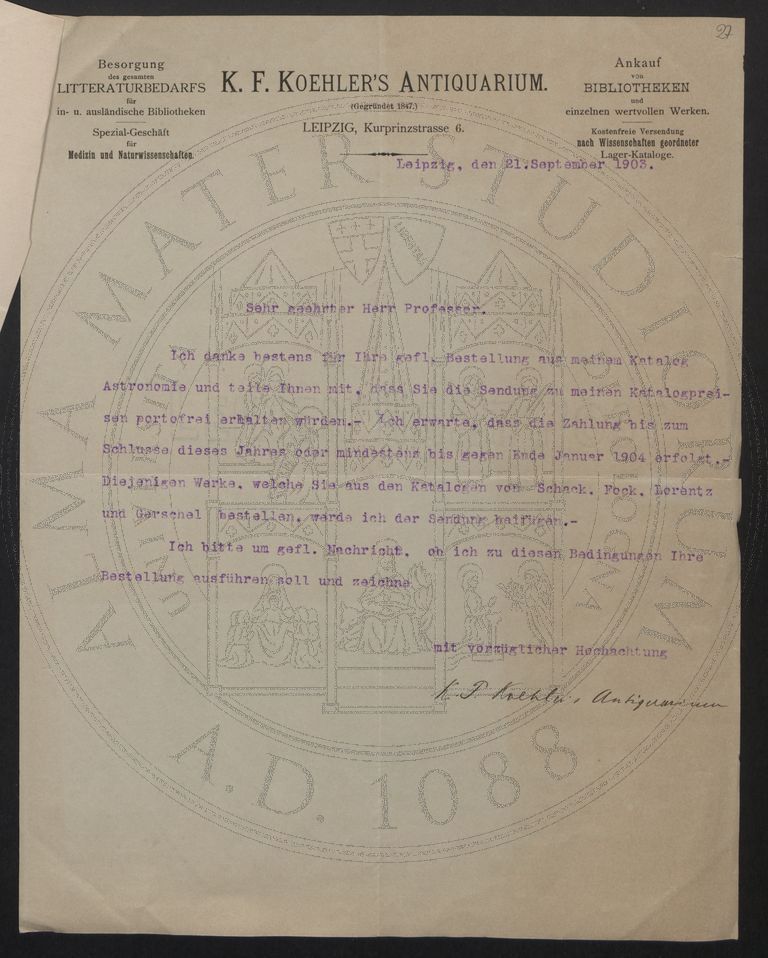 27
Besorgung
des gesamten
LITTERATURBEDARFS
für
in- u. ausländische Bibliotheken
Spezial-Geschäft
für
Medizin und Naturwissenschaften.
K. F. KOEHLER'S ANTIQUARIUM.
(Gegründet 1847.)
LEIPZIG, Kurprinzstrasse 6.
Ankauf
von
BIBLIOTHEKEN
und
einzelnen wertvollen Werken.
Kostenfreie Versendung
nach Wissenschaften geordneter
Lager-Kataloge.
Leipzig, den 21.September 1903.
Sehr geehrter Herr Professor.
Ich danke bestens für Ihre gefl. Bestellung aus meinem Katalog
Astronomie und teile Ihnen mit, dass Sie die Sendung zu meinen Katalogprei-
sen portofrei erhalten würden.- Ich erwarte, dass die Zahlung bis zum
Schlusse dieses Jahres oder mindestens bis gegen Ende Januar 1904 erfolgt.-
Diejenigen Werke, welche Sie aus den Katalogen von Schack, Fock, Lorentz
und Gerschel bestellen, werde ich der Sendung beifügen.-
Ich bitte um gefl. Nachricht, ob ich zu diesen Bedingungen Ihre
Bestellung ausführen soll und zeichne
mit vorzüglicher Hochachtung
K. F. Koehler's Antiquarium
ALMA MATER STUDIORUM
A.D. 1088